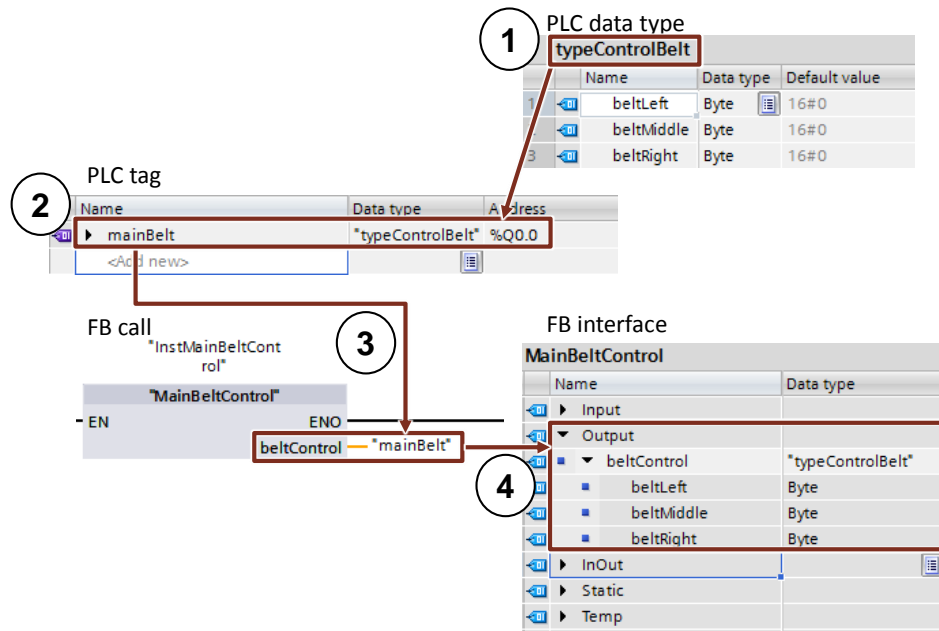 1
PLC data type
typeControlBelt
Name Data type Default value
1 beltLeft Byte 16#0
beltMiddle Byte 16#0
3 beltRight Byte 16#0
2
PLC tag
Name Data type Address
mainBelt "typeControlBelt" %Q0.0
<Add new>
FB call
3
"InstMainBeltCont
rol"
"MainBeltControl"
EN ENO
beltControl "mainBelt"
FB interface
MainBeltControl
Name Data type
Input
Output
beltControl "typeControlBelt"
4
beltLeft Byte
beltMiddle Byte
beltRight Byte
InOut
Static
Temp